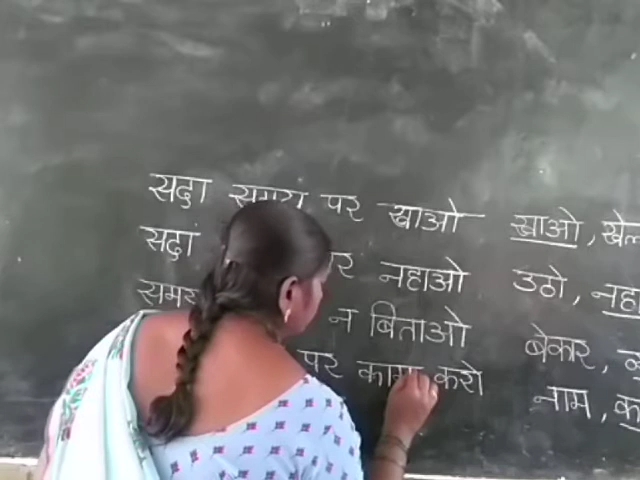 सदा समय पर खाओ खाओ, खेल
सदां पर नहाओ उठो, नहा
समय न बिताओ बेकार,
पर काम करो नाम, क